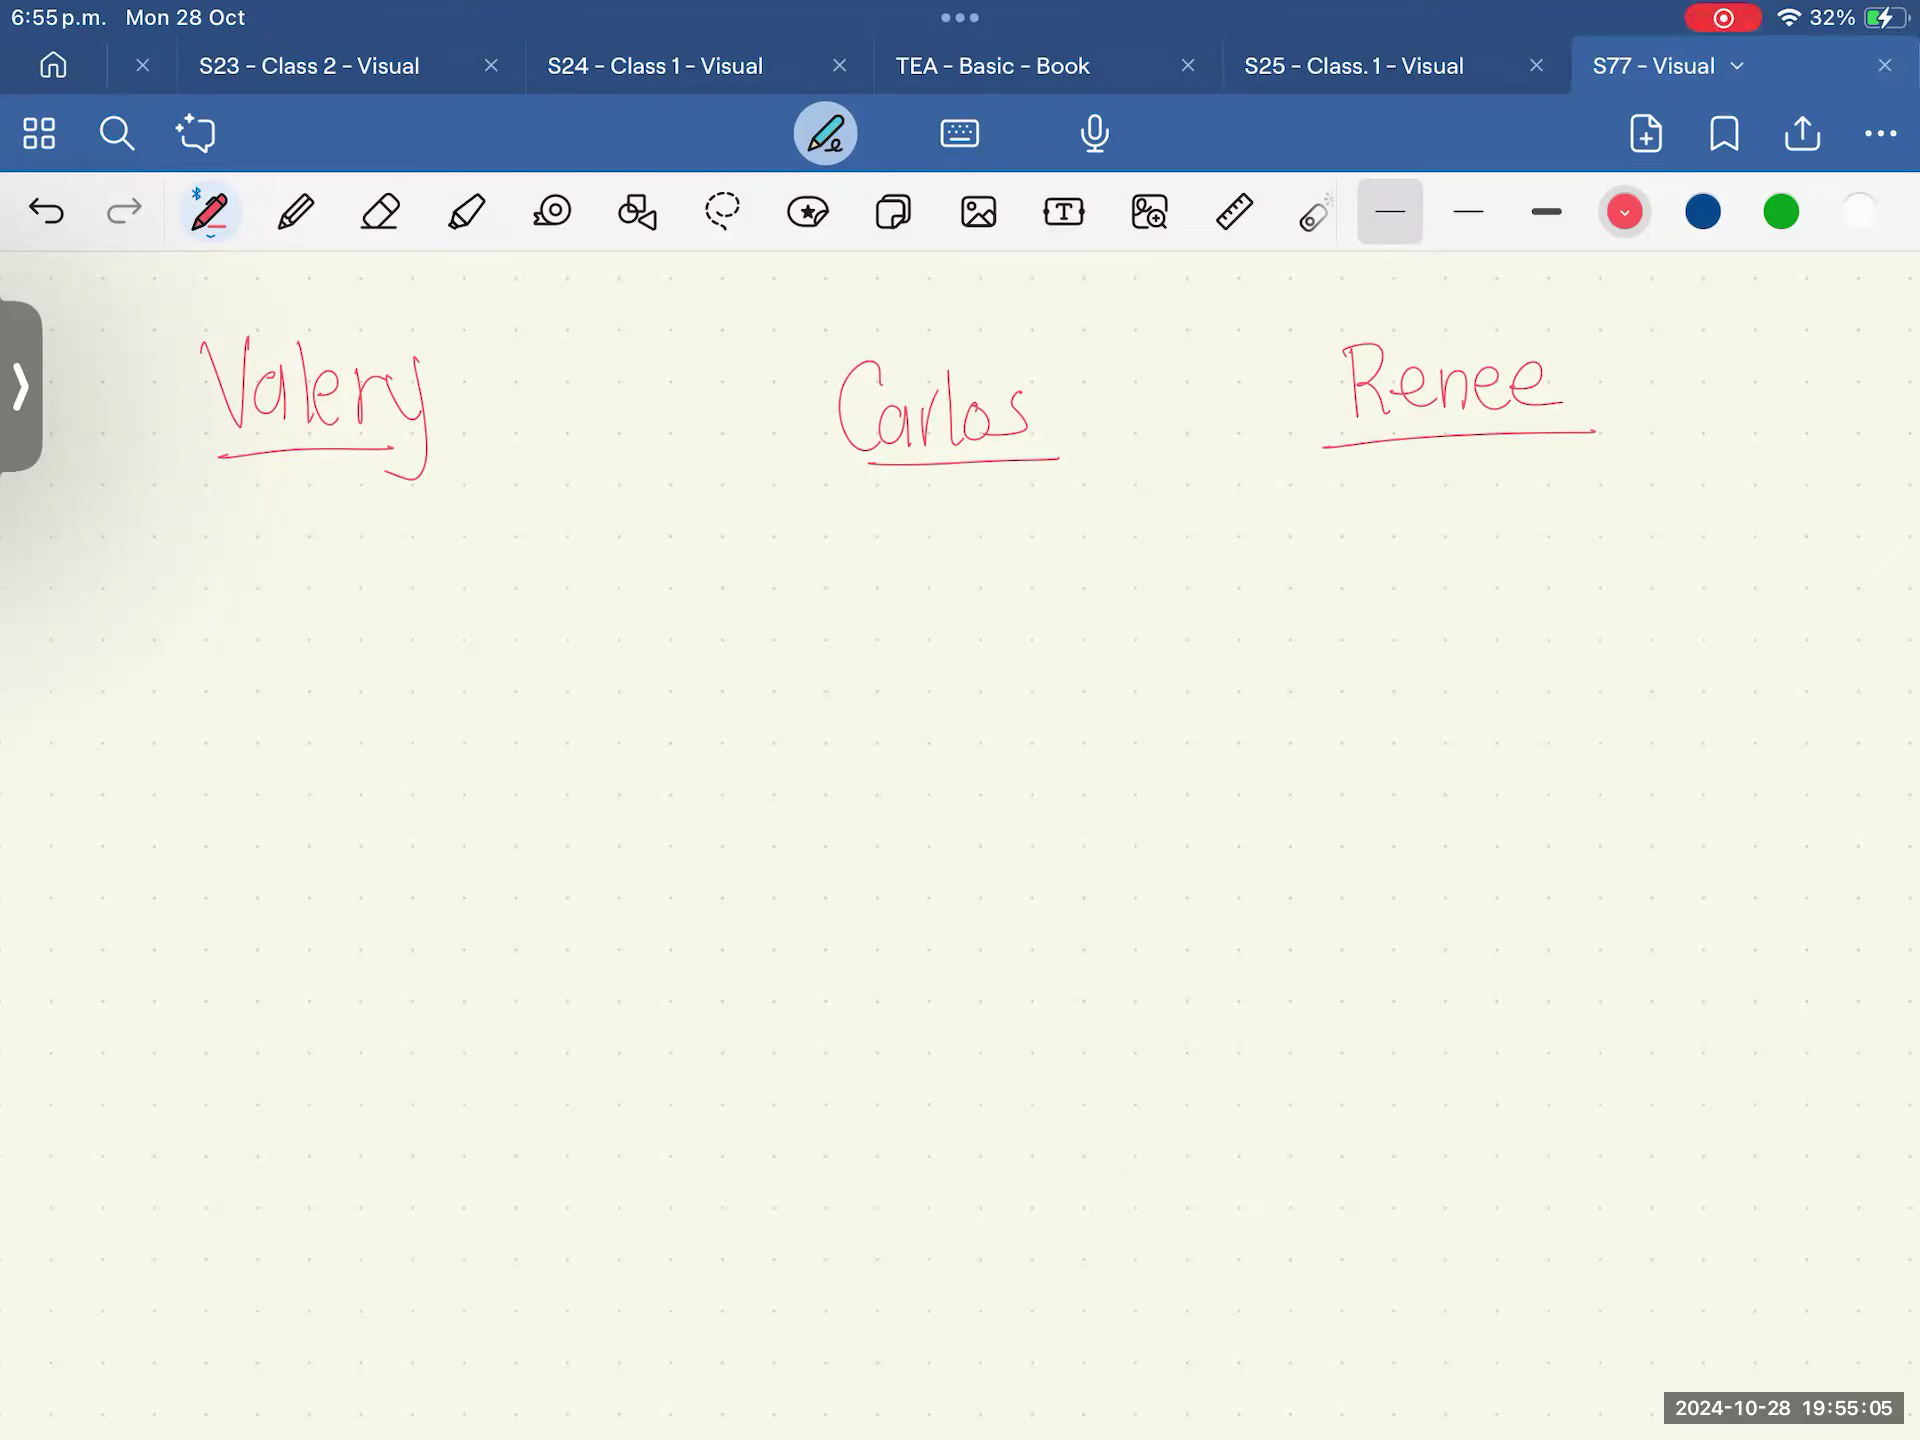 6:55 p.m. Mon 28 Oct 32%
S23 - Class 2 - Visual S24 - Class 1 - Visual TEA - Basic - Book S25 - Class. 1 - Visual S77 - Visual
Valery Carlos Renee
2024-10-28 19:55:05